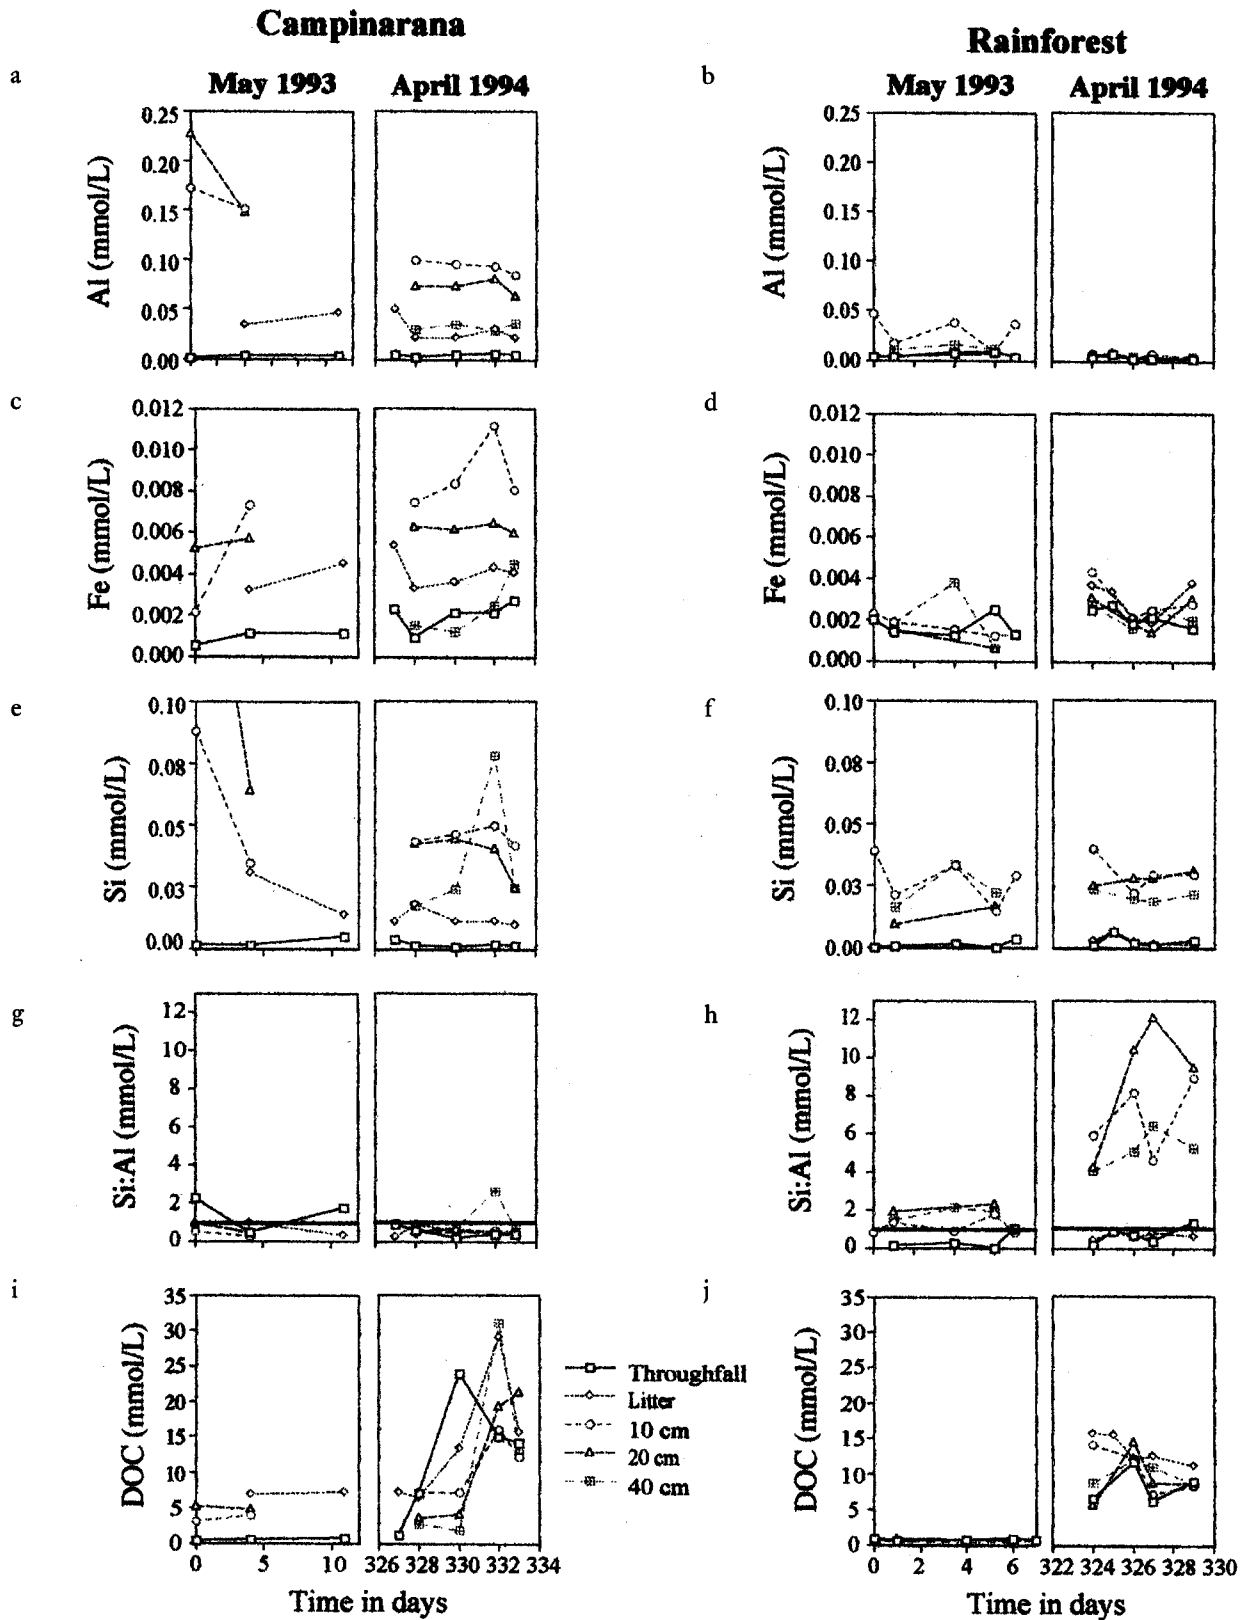 Campinarana
Rainforest
a
May 1993
April 1994
b
May 1993
April 1994
Al (mmol/L)
0.25
0.20
0.15
0.10
0.05
0.00
Al (mmol/L)
0.25
0.20
0.15
0.10
0.05
0.00
c
Fe (mmol/L)
0.012
0.010
0.008
0.006
0.004
0.002
0.000
d
Fe (mmol/L)
0.012
0.010
0.008
0.006
0.004
0.002
0.000
e
Si (mmol/L)
0.10
0.08
0.05
0.03
0.00
f
Si (mmol/L)
0.10
0.08
0.05
0.03
0.00
g
Si:Al (mmol/L)
12
10
8
6
4
2
0
h
Si:Al (mmol/L)
12
10
8
6
4
2
0
i
DOC (mmol/L)
35
30
25
20
15
10
5
0
0 5 10 326 328 330 332 334
Time in days
Throughfall
Litter
10 cm
20 cm
40 cm
j
DOC (mmol/L)
35
30
25
20
15
10
5
0
0 2 4 6 322 324 326 328 330
Time in days